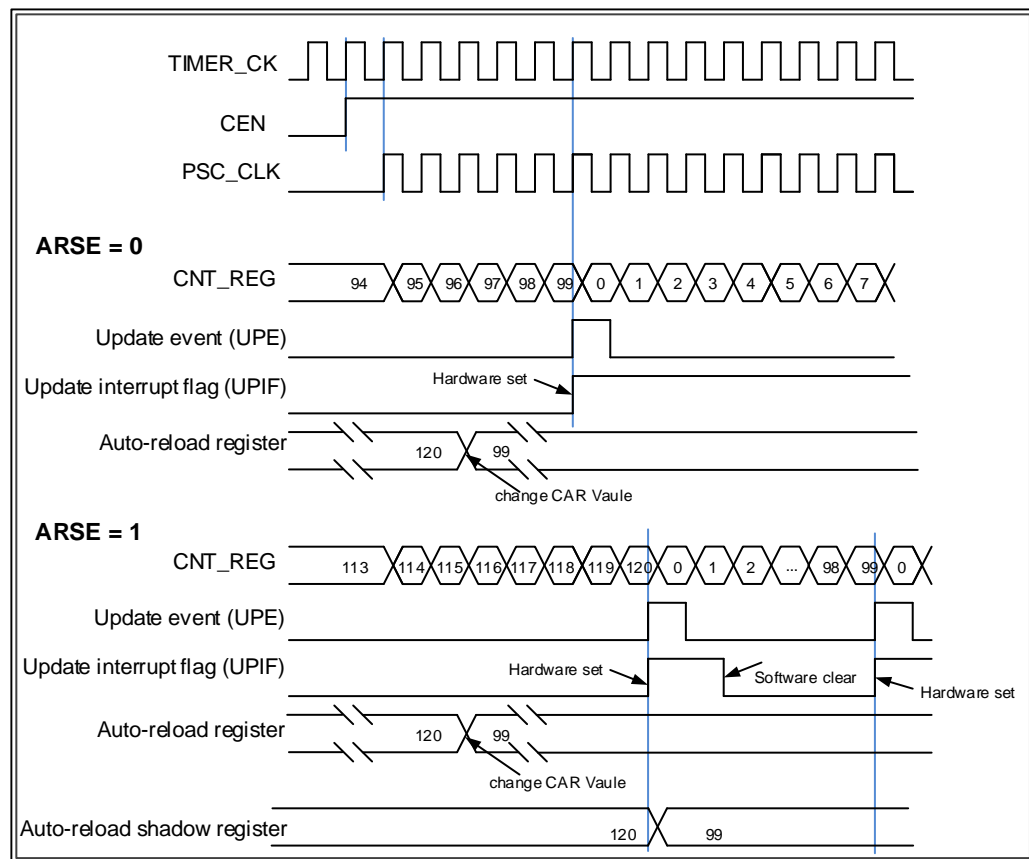 TIMER_CK
CEN
PSC_CLK
ARSE = 0
CNT_REG 94 95 96 97 98 99 0 1 2 3 4 5 6 7
Update event (UPE)
Update interrupt flag (UPIF) Hardware set
Auto-reload register 120 99
change CAR Vaule
ARSE = 1
CNT_REG 113 114 115 116 117 118 119 120 0 1 2 ... 98 99 0
Update event (UPE)
Update interrupt flag (UPIF) Hardware set Software clear Hardware set
Auto-reload register 120 99
change CAR Vaule
Auto-reload shadow register 120 99